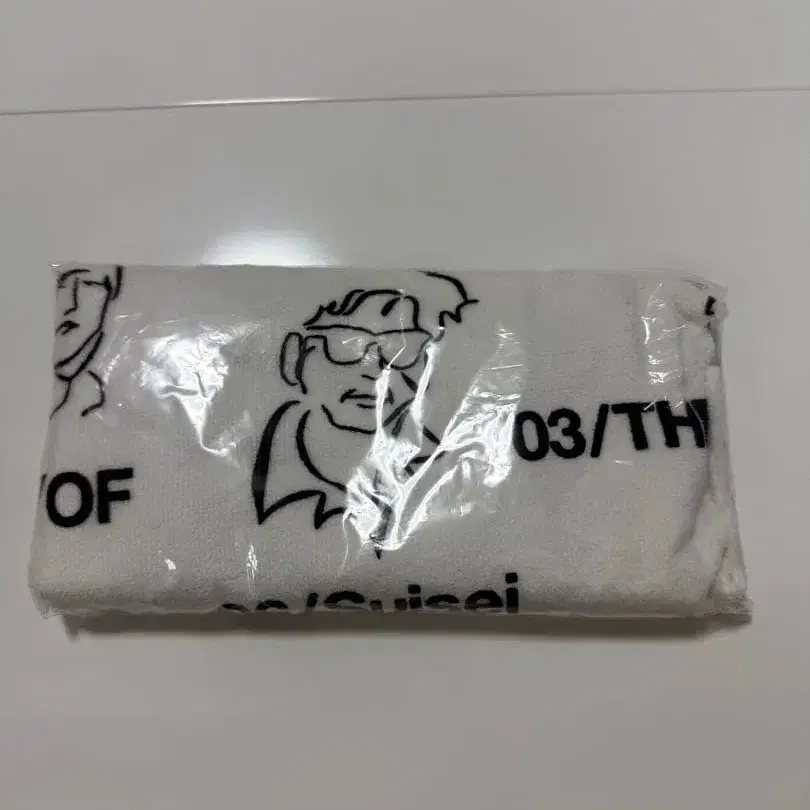 03/TH
/OF
/Suisei